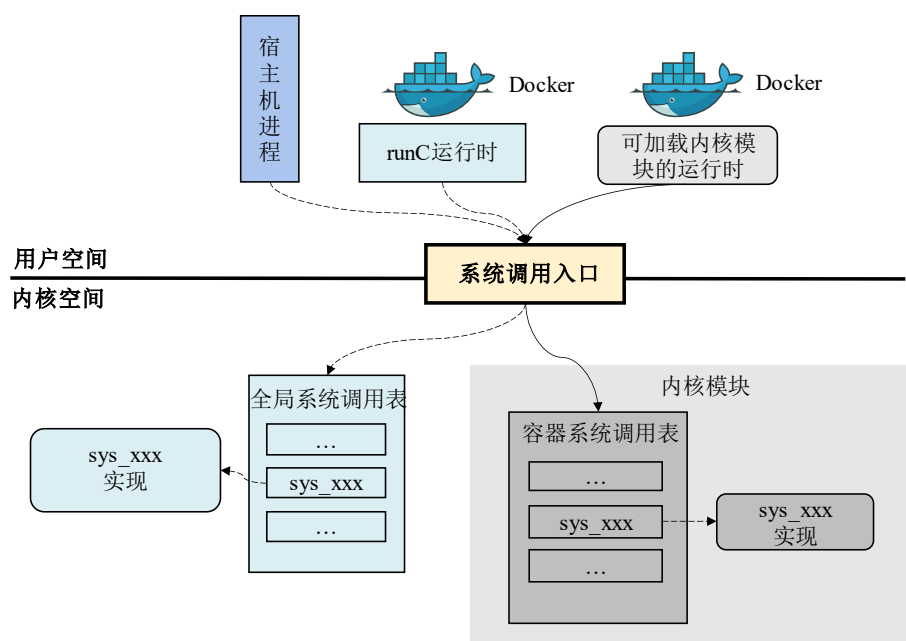 宿
主
机
进
程
Docker
runC运行时
Docker
可加载内核模
块的运行时
用户空间
系统调用入口
内核空间
全局系统调用表
...
sys_xxx
...
sys_xxx
实现
内核模块
容器系统调用表
...
sys_xxx
...
sys_xxx
实现